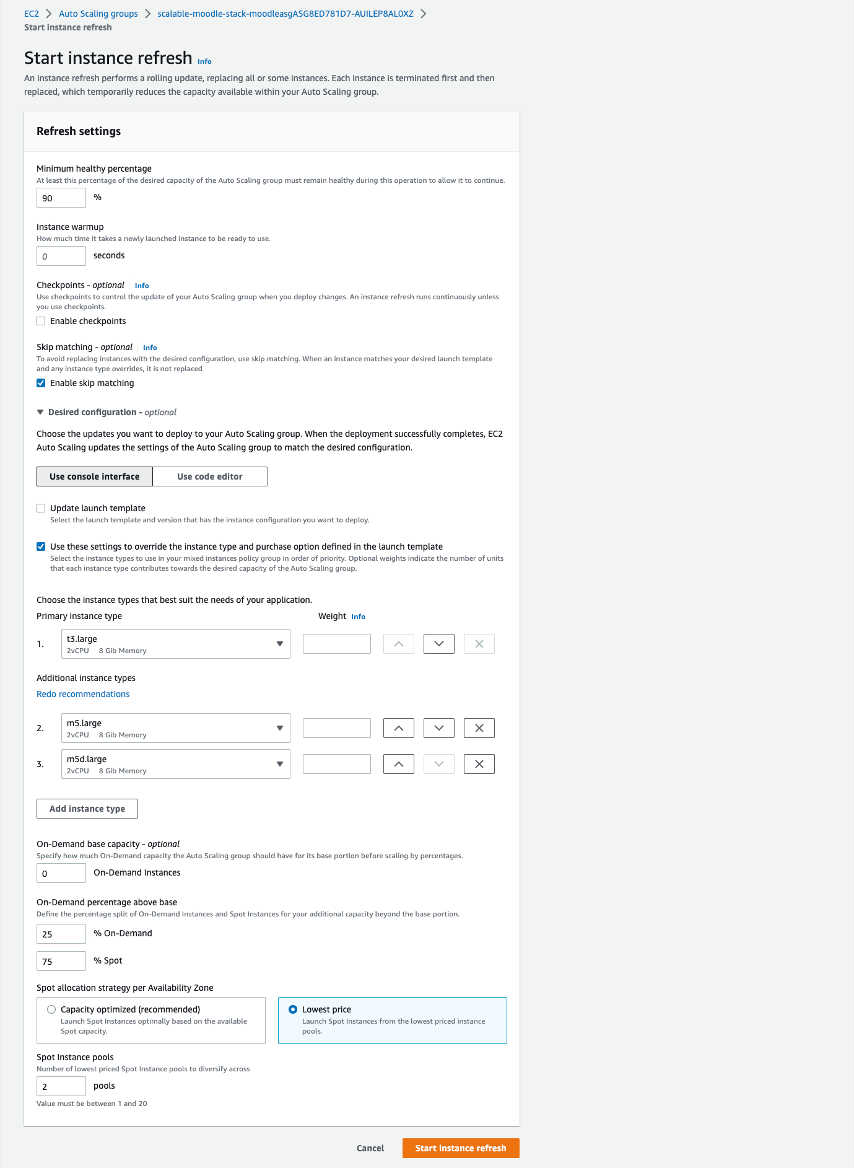 EC2 > Auto Scaling groups > scalable-moodle-stack-moodleasgASG8ED781D7-AUILEP8AL0XZ >
Start instance refresh
Start instance refresh Info
An instance refresh performs a rolling update, replacing all or some instances. Each instance is terminated first and then
replaced, which temporarily reduces the capacity available within your Auto Scaling group.
Refresh settings
Minimum healthy percentage
At least this percentage of the desired capacity of the Auto Scaling group must remain healthy during this operation to allow it to continue.
90 %
Instance warmup
How much time it takes a newly launched instance to be ready to use.
0 seconds
Checkpoints - optional Info
Use checkpoints to control the update of your Auto Scaling group when you deploy changes. An instance refresh runs continuously unless
you use checkpoints.
Enable checkpoints
Skip matching - optional Info
To avoid replacing instances with the desired configuration, use skip matching. When an instance matches your desired launch template
and any instance type overrides, it is not replaced
Enable skip matching
Desired configuration - optional
Choose the updates you want to deploy to your Auto Scaling group. When the deployment successfully completes, EC2
Auto Scaling updates the settings of the Auto Scaling group to match the desired configuration.
Use console interface Use code editor
Update launch template
Select the launch template and version that has the instance configuration you want to deploy.
Use these settings to override the instance type and purchase option defined in the launch template
Select the instance types to use in your mixed instances policy group in order of priority. Optional weights indicate the number of units
that each instance type contributes towards the desired capacity of the Auto Scaling group.
Choose the instance types that best suit the needs of your application.
Primary instance type Weight Info
1. t3.large
2vCPU 8 Gib Memory
Additional instance types
Redo recommendations
2. m5.large
2vCPU 8 Gib Memory
3. m5d.large
2vCPU 8 Gib Memory
Add instance type
On-Demand base capacity - optional
Specify how much On-Demand capacity the Auto Scaling group should have for its base portion before scaling by percentages.
0 On-Demand Instances
On-Demand percentage above base
Define the percentage split of On-Demand Instances and Spot Instances for your additional capacity beyond the base portion.
25 % On-Demand
75 % Spot
Spot allocation strategy per Availability Zone
Capacity optimized (recommended)
Launch Spot Instances optimally based on the available
Spot capacity.
Lowest price
Launch Spot Instances from the lowest priced instance
pools.
Spot Instance pools
Number of lowest priced Spot Instance pools to diversify across
2 pools
Value must be between 1 and 20
Cancel Start instance refresh